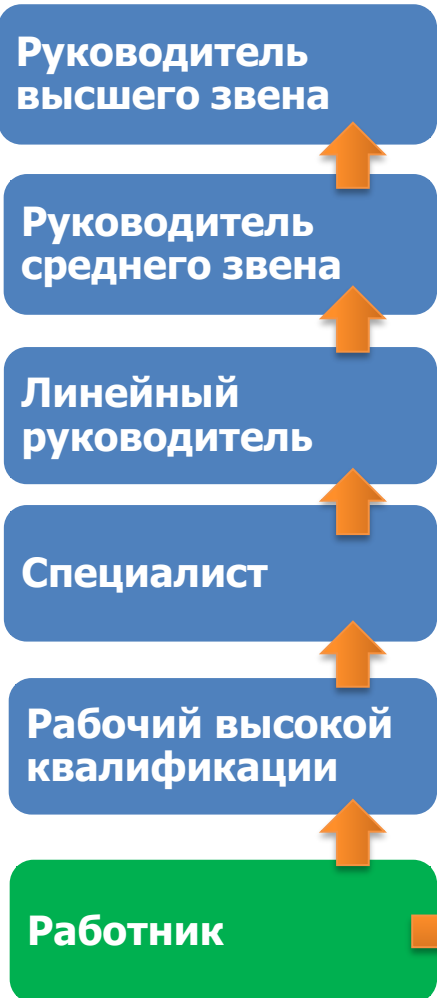 Руководитель
высшего звена
Руководитель
среднего звена
Линейный
руководитель
Специалист
Рабочий высокой
квалификации
Работник